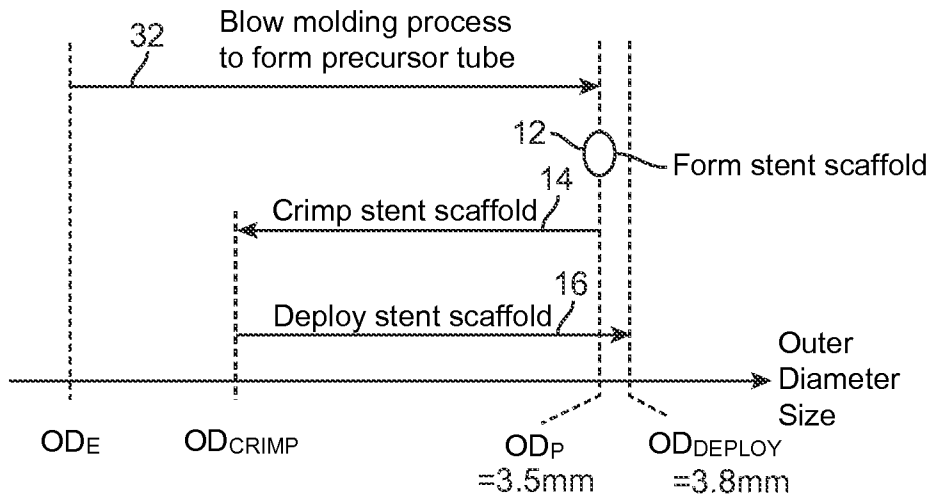 32
Blow molding process
to form precursor tube
12
Form stent scaffold
14
Crimp stent scaffold
16
Deploy stent scaffold
Outer
Diameter
Size
ODE
ODCRIMP
ODP
=3.5mm
ODDEPLOY
=3.8mm